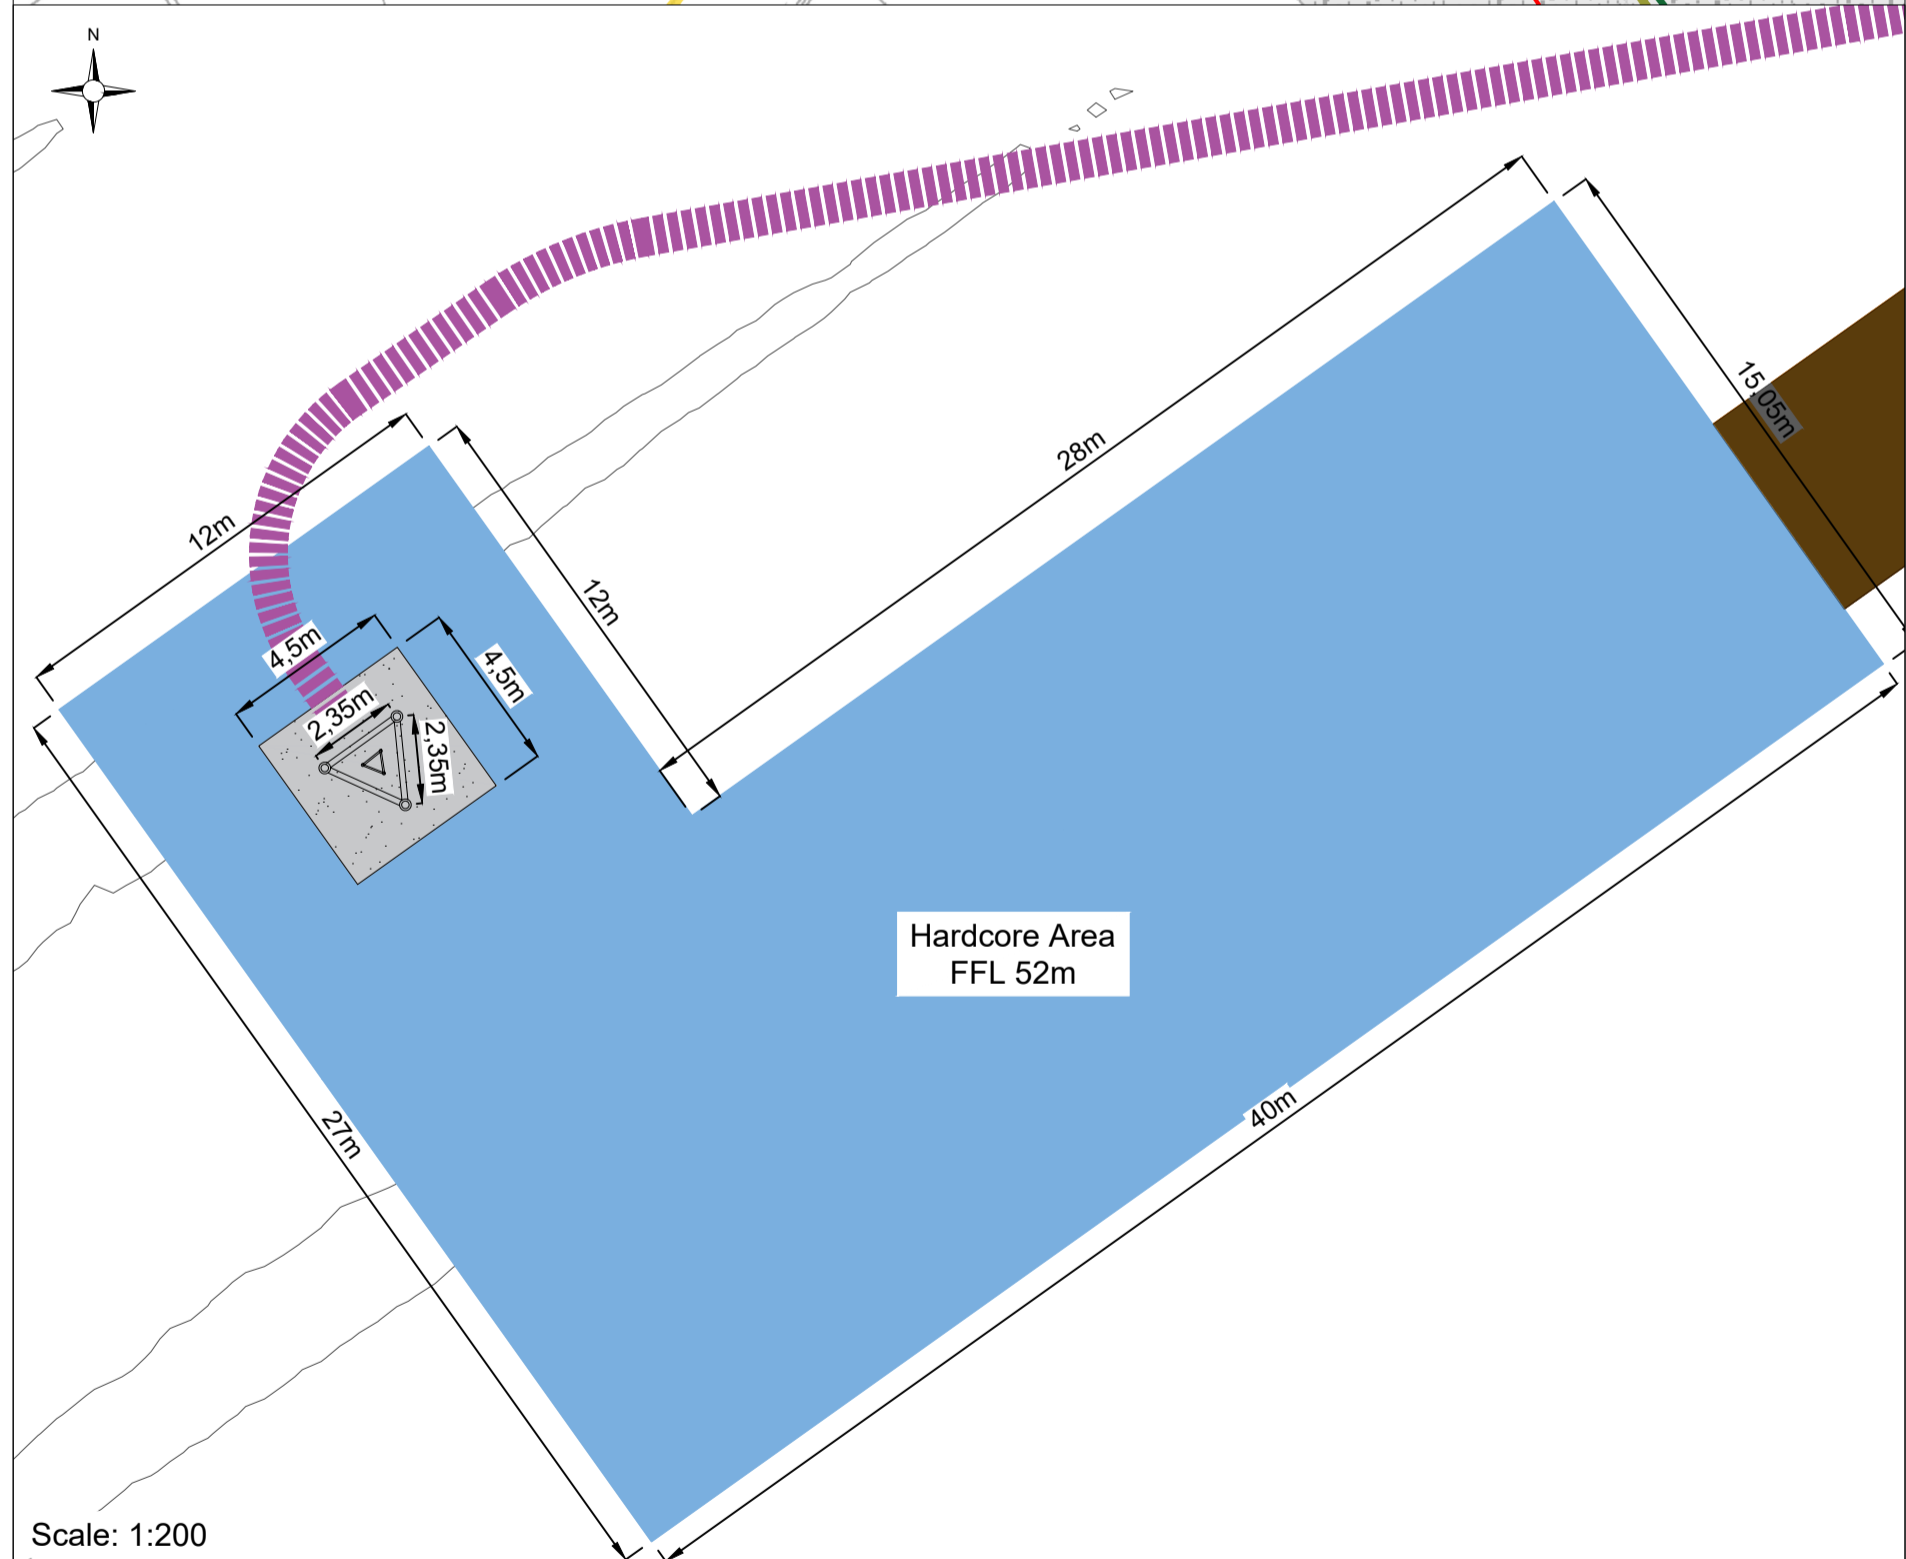 N
28m
15,05m
12m
12m
4,5m
4,5m
2,35m
2,35m
Hardcore Area
FFL 52m
27m
40m
Scale: 1:200